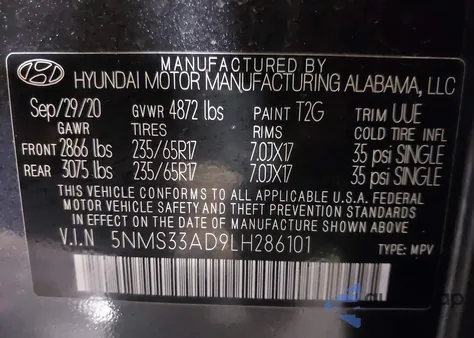 MANUFACTURED BY
HYUNDAI MOTOR MANUFACTURING ALABAMA, LLC
Sep/29/20 GVWR 4872 lbs PAINT T2G TRIM UUE
GAWR TIRES RIMS COLD TIRE INFL
FRONT 2866 lbs 235/65R17 7.0JX17 35 psi SINGLE
REAR 3075 lbs 235/65R17 7.0JX17 35 psi SINGLE
THIS VEHICLE CONFORMS TO ALL APPLICABLE U.S.A. FEDERAL
MOTOR VEHICLE SAFETY AND THEFT PREVENTION STANDARDS
IN EFFECT ON THE DATE OF MANUFACTURE SHOWN ABOVE.
V.I.N 5NMS33AD9LH286101 TYPE: MPV